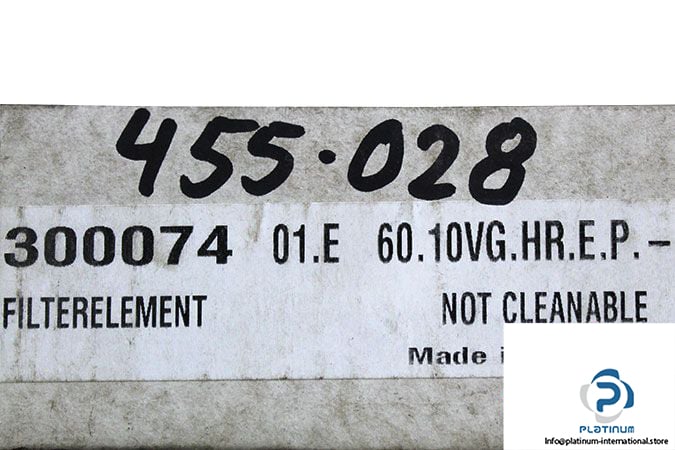 455-028
300074 01.E 60.10VG.HR.E.P.-
FILTERELEMENT NOT CLEANABLE
Made
PLATINUM
Info@platinum-international.store